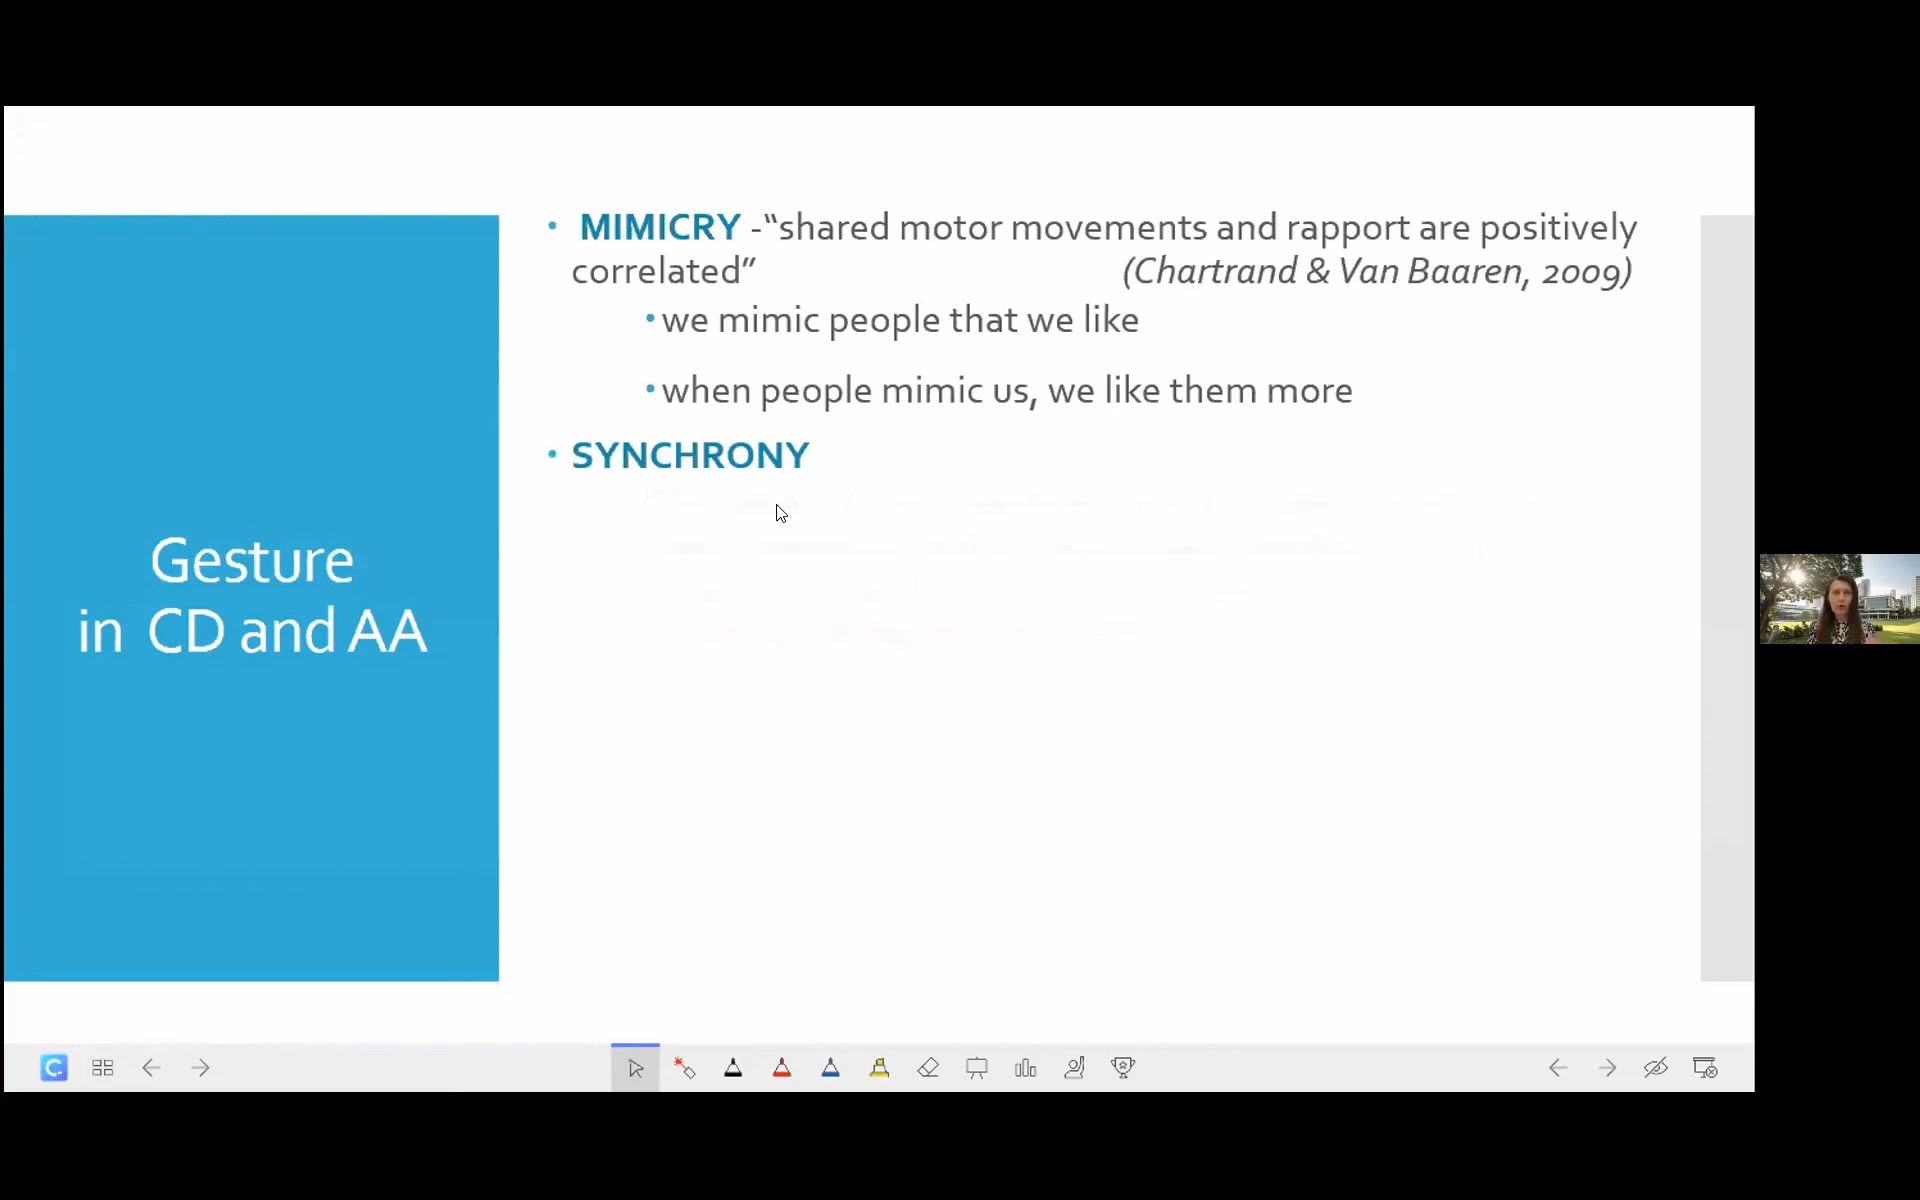 Gesture
in CD and AA
• MIMICRY -“shared motor movements and rapport are positively
correlated” (Chartrand & Van Baaren, 2009)
• we mimic people that we like
• when people mimic us, we like them more
• SYNCHRONY